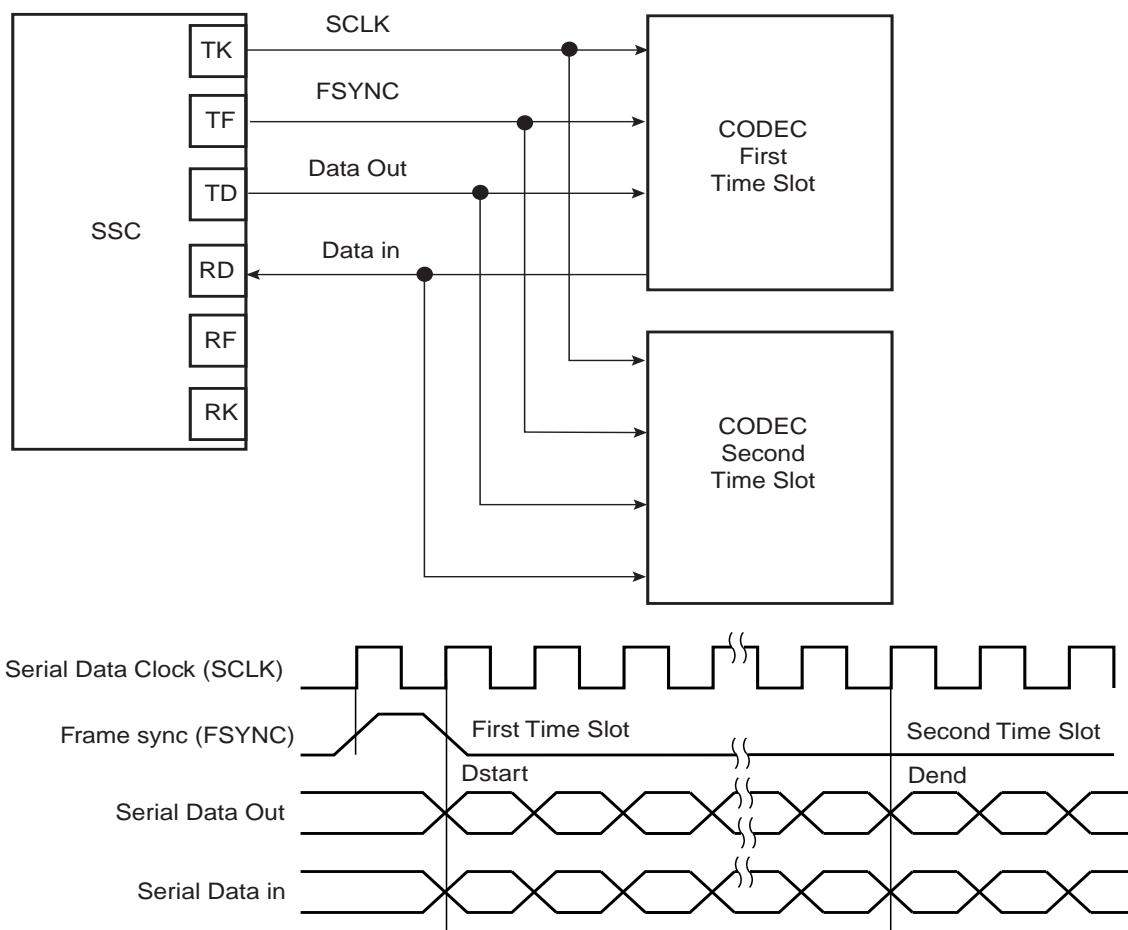 SCLK
TK
FSYNC
TF
CODEC
First
Time Slot
Data Out
TD
SSC
Data in
RD
RF
RK
CODEC
Second
Time Slot
Serial Data Clock (SCLK)
Frame sync (FSYNC)
First Time Slot
Second Time Slot
Dstart
Dend
Serial Data Out
Serial Data in